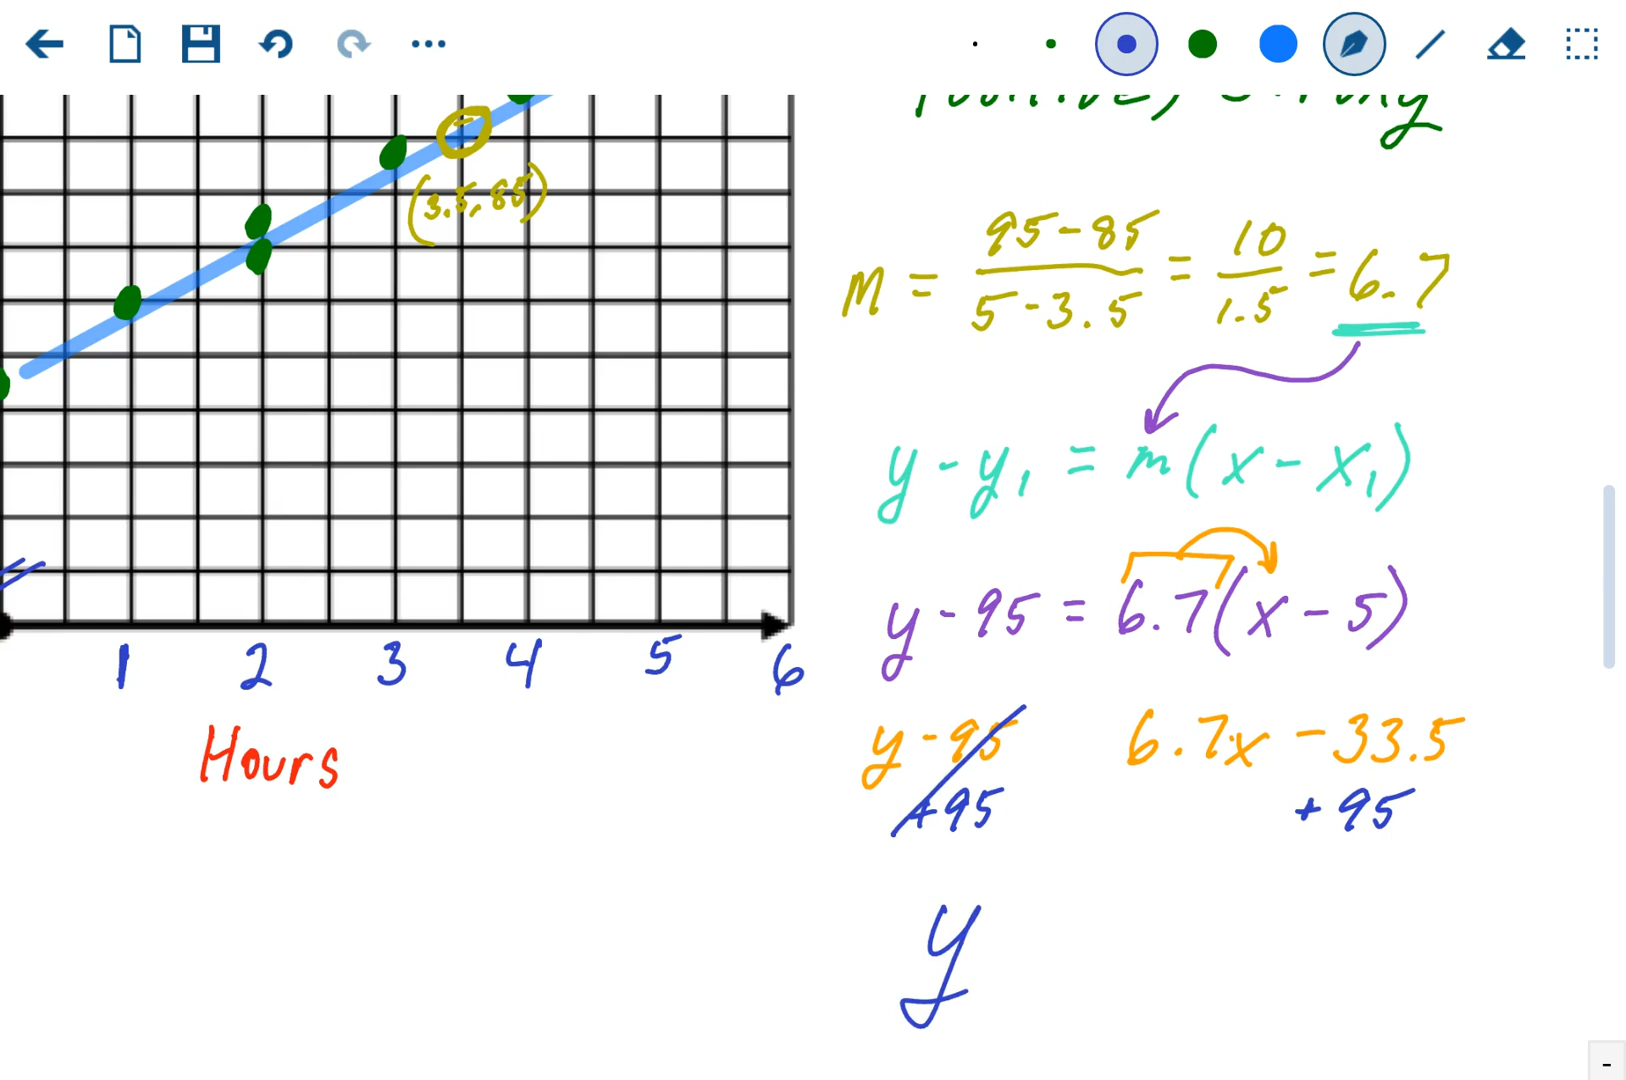 (3.5, 85)
m = 95-85 / 5-3.5 = 10 / 1.5 = 6.7
y - y₁ = m(x - x₁)
y - 95 = 6.7(x - 5)
1 2 3 4 5 6
Hours
y - 95 6.7x - 33.5
+95 + 95
y